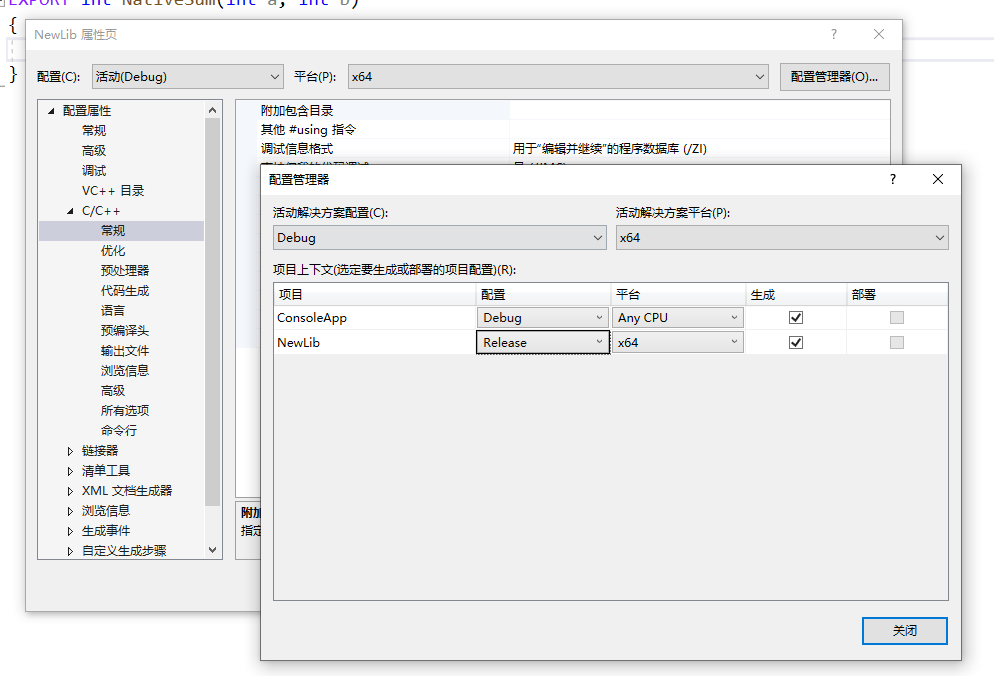 EXPORT int NativeSum(int a, int b)
{
}
NewLib 属性页
?
配置(C): 活动(Debug) 平台(P): x64 配置管理器(O)...
配置属性
常规
高级
调试
VC++ 目录
C/C++
常规
优化
预处理器
代码生成
语言
预编译头
输出文件
浏览信息
高级
所有选项
命令行
链接器
清单工具
XML 文档生成器
浏览信息
生成事件
自定义生成步骤
附加包含目录
其他 #using 指令
调试信息格式 用于“编辑并继续”的程序数据库 (/ZI)
附加
指定
配置管理器
?
活动解决方案配置(C): 活动解决方案平台(P):
Debug x64
项目上下文(选定要生成或部署的项目配置)(R):
项目 配置 平台 生成 部署
ConsoleApp Debug Any CPU
NewLib Release x64
关闭